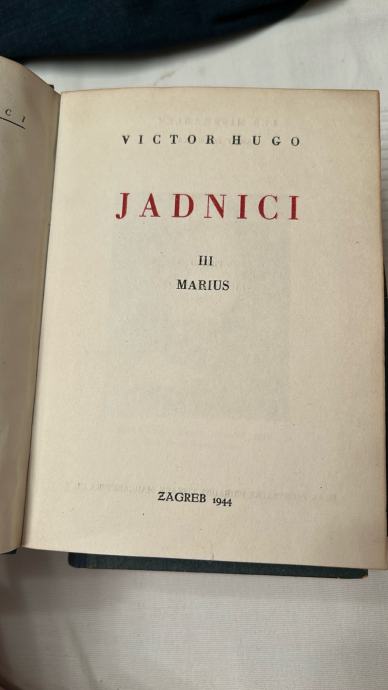 C I
VICTOR HUGO
JADNICI
III
MARIUS
ZAGREB 1944